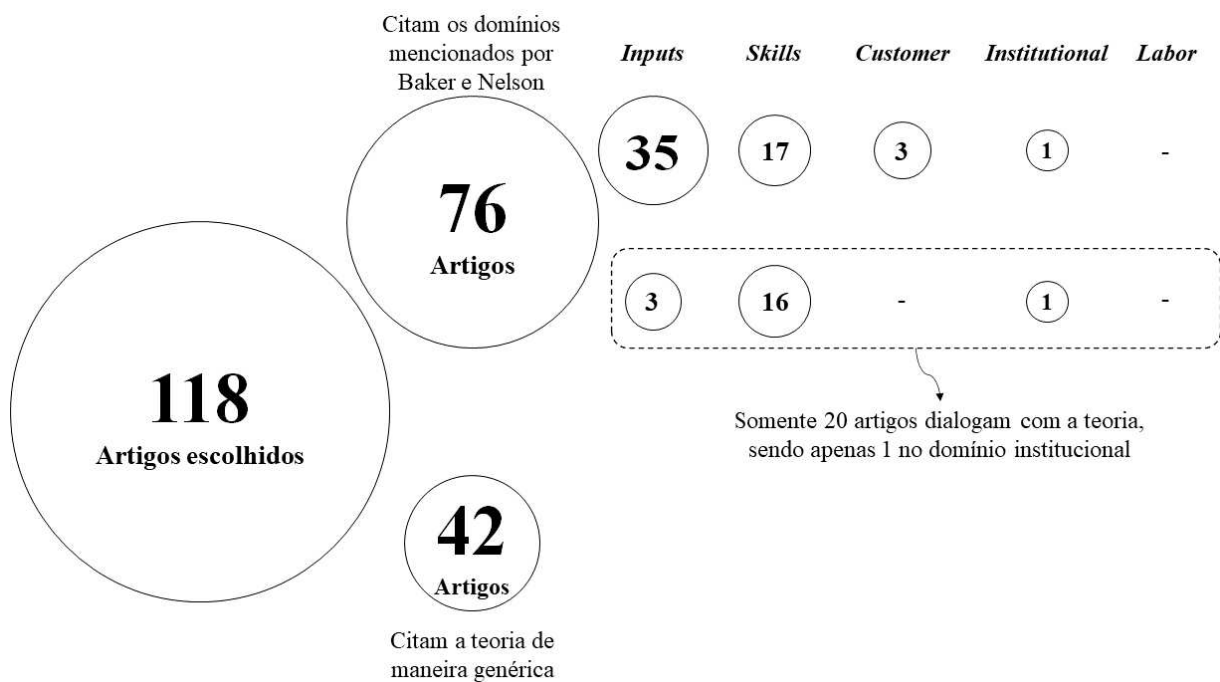 Citam os domínios
mencionados por
Baker e Nelson
Inputs Skills Customer Institutional Labor
35 17 3 1 -
76
Artigos
3 16 - 1 -
118
Artigos escolhidos
Somente 20 artigos dialogam com a teoria,
sendo apenas 1 no domínio institucional
42
Artigos
Citam a teoria de
maneira genérica